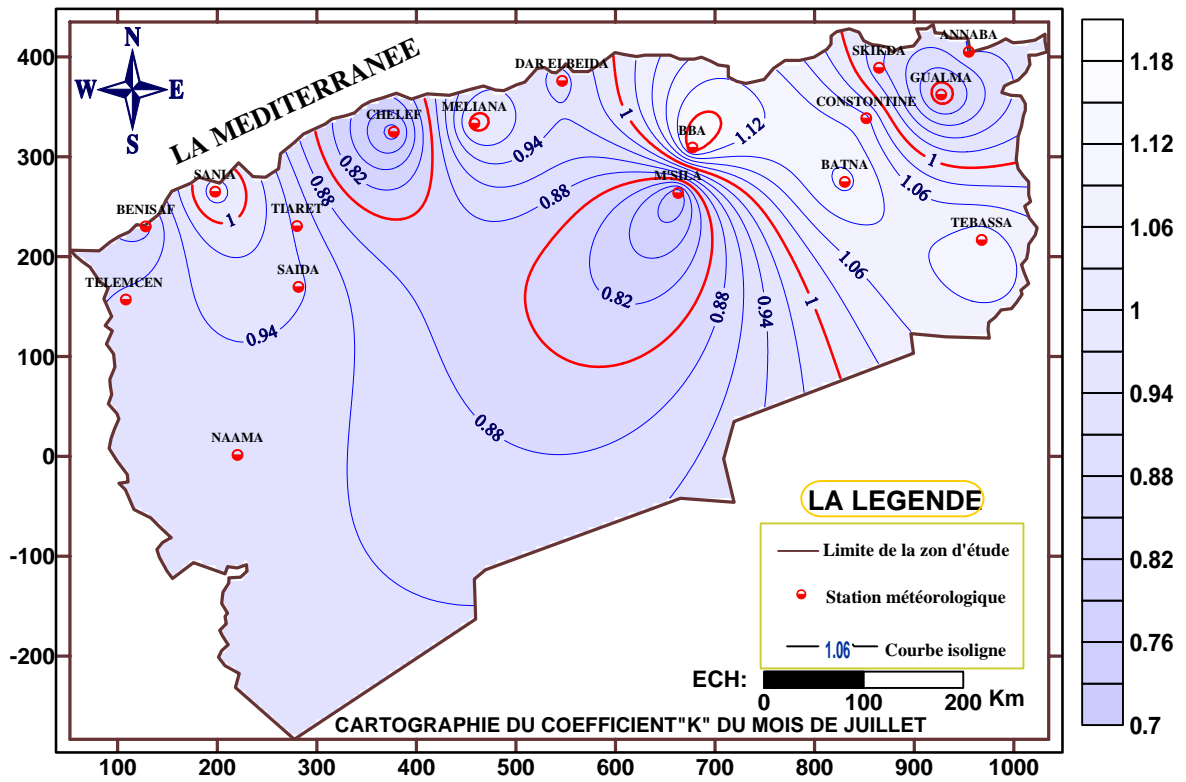 N
W E
S
LA MEDITERRANEE
ANNABA
SKIKDA
DAR ELBEIDA
GUALMA
MELIANA
CONSTONTINE
CHELEF
BBA
BATNA
M'SILA
SANIA
BENISAF
TIARET
TEBASSA
SAIDA
TELEMCEN
NAAMA
1
1.12
0.94
0.82
0.88
0.88
1
1.06
1
1.06
0.82
0.88
0.94
1
0.94
0.88
400
300
200
100
0
-100
-200
100 200 300 400 500 600 700 800 900 1000
1.18
1.12
1.06
1
0.94
0.88
0.82
0.76
0.7
LA LEGENDE
Limite de la zon d'étude
Station météorologique
1.06 Courbe isoligne
ECH:
0 100 200 Km
CARTOGRAPHIE DU COEFFICIENT"K" DU MOIS DE JUILLET